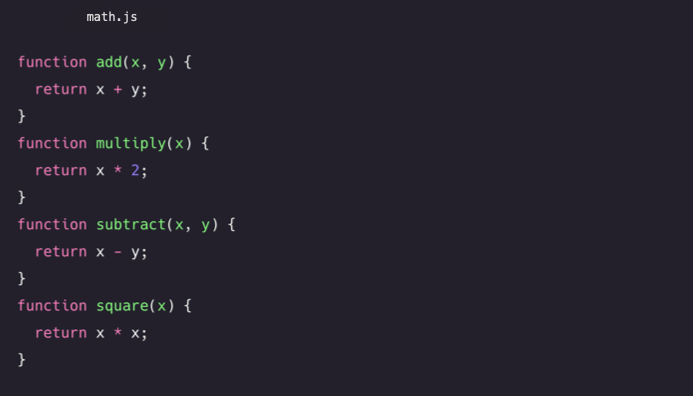 math.js
function add(x, y) {
  return x + y;
}
function multiply(x) {
  return x * 2;
}
function subtract(x, y) {
  return x - y;
}
function square(x) {
  return x * x;
}